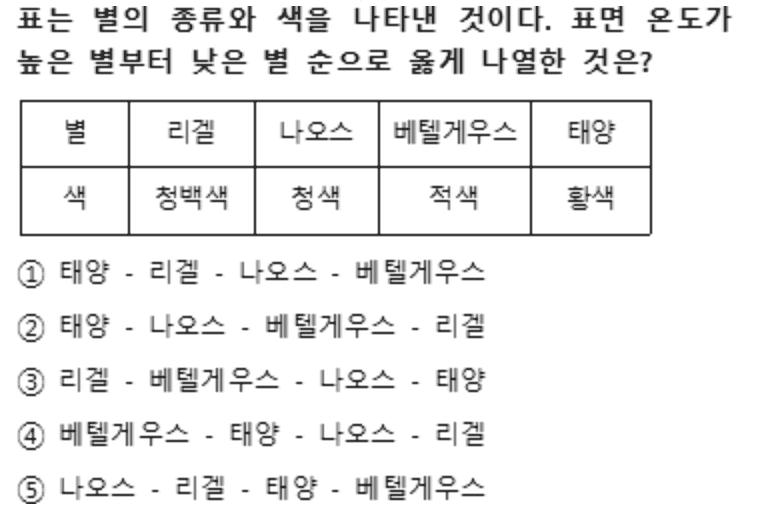 표는 별의 종류와 색을 나타낸 것이다. 표면 온도가
높은 별부터 낮은 별 순으로 옳게 나열한 것은?
별 리겔 나오스 베텔게우스 태양
색 청백색 청색 적색 황색
① 태양 - 리겔 - 나오스 - 베텔게우스
② 태양 - 나오스 - 베텔게우스 - 리겔
③ 리겔 - 베텔게우스 - 나오스 - 태양
④ 베텔게우스 - 태양 - 나오스 - 리겔
⑤ 나오스 - 리겔 - 태양 - 베텔게우스